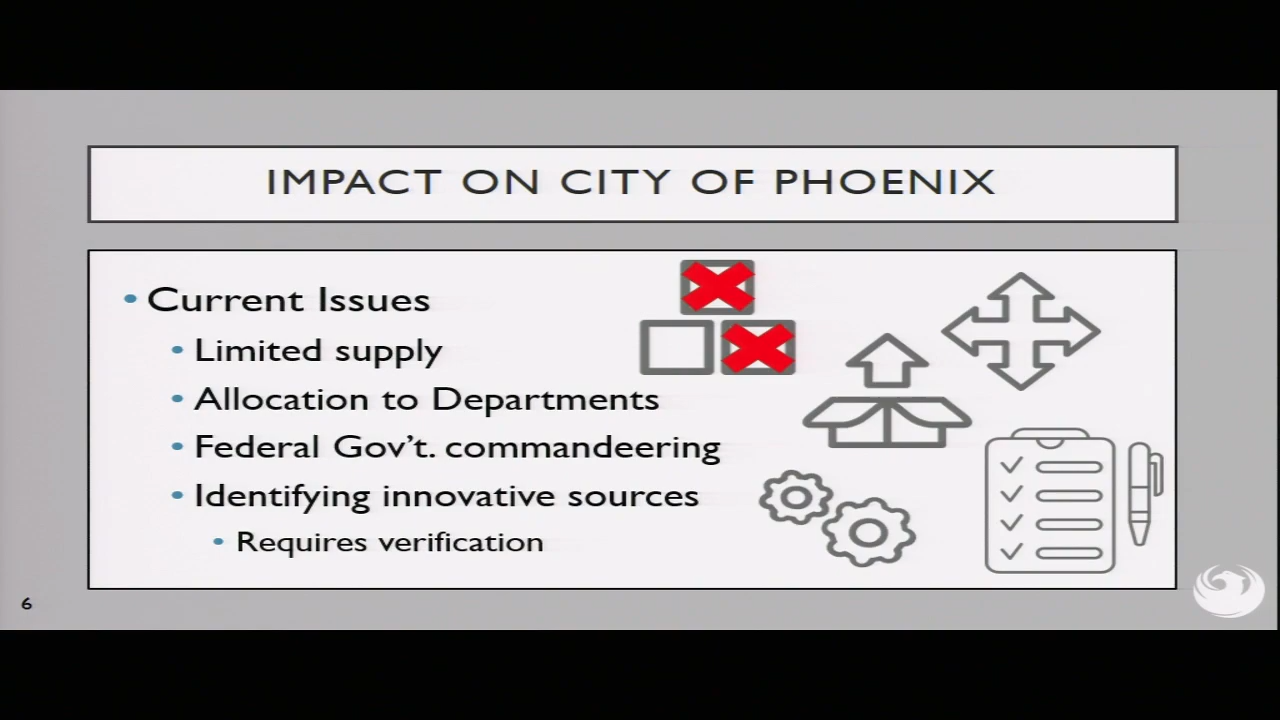 IMPACT ON CITY OF PHOENIX
• Current Issues
• Limited supply
• Allocation to Departments
• Federal Gov't. commandeering
• Identifying innovative sources
• Requires verification
6